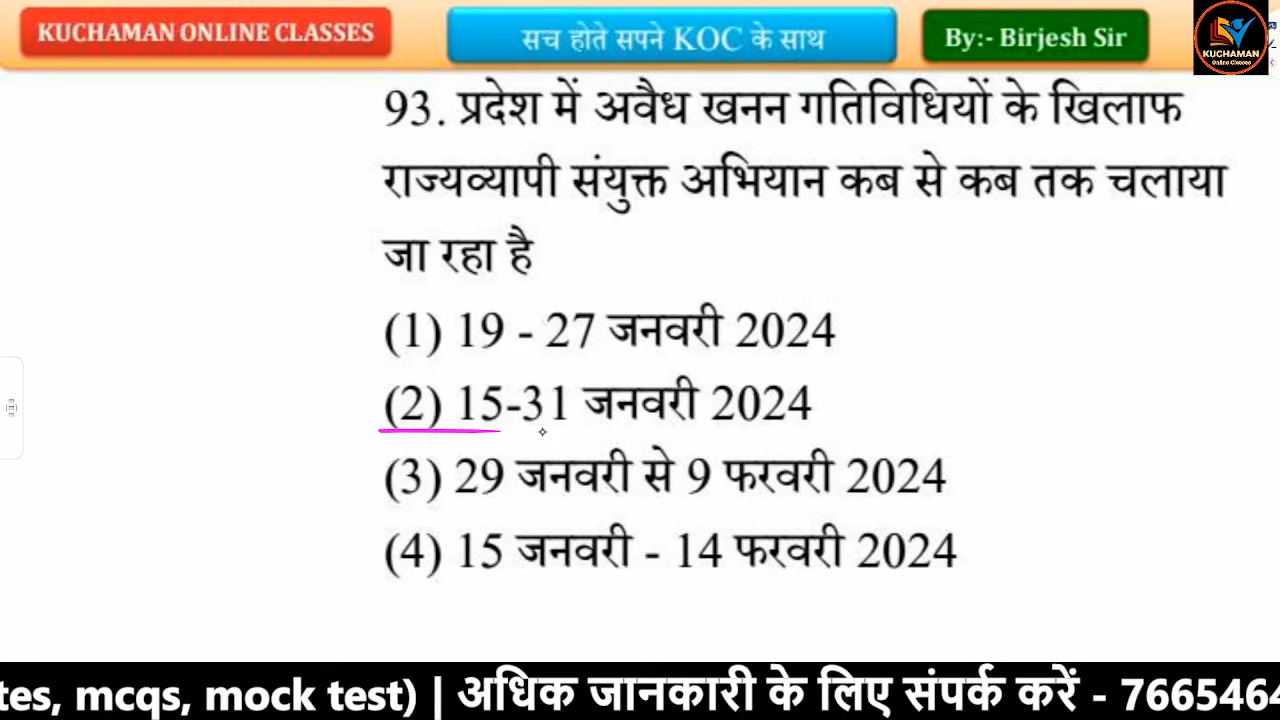 KUCHAMAN ONLINE CLASSES
सच होते सपने KOC के साथ
By:- Birjesh Sir
KUCHAMAN
Online Classes
93. प्रदेश में अवैध खनन गतिविधियों के खिलाफ
राज्यव्यापी संयुक्त अभियान कब से कब तक चलाया
जा रहा है
(1) 19 - 27 जनवरी 2024
(2) 15-31 जनवरी 2024
(3) 29 जनवरी से 9 फरवरी 2024
(4) 15 जनवरी - 14 फरवरी 2024
tes, mcqs, mock test) | अधिक जानकारी के लिए संपर्क करें - 7665464